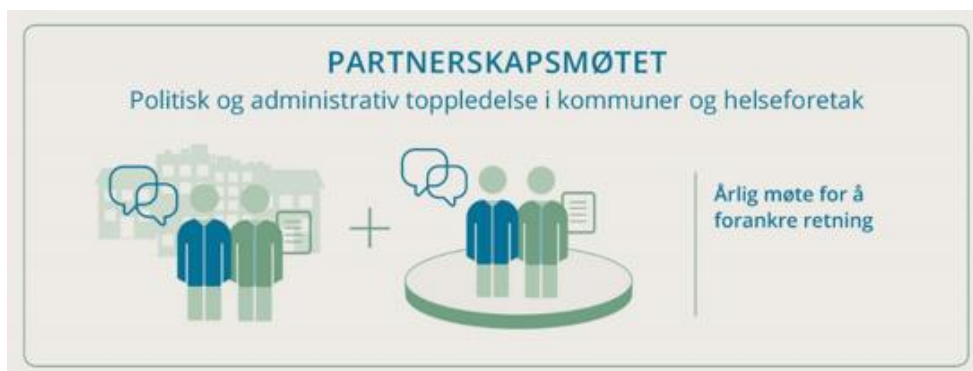 PARTNERSKAPSMØTET
Politisk og administrativ toppledelse i kommuner og helseforetak
Årlig møte for å
forankre retning